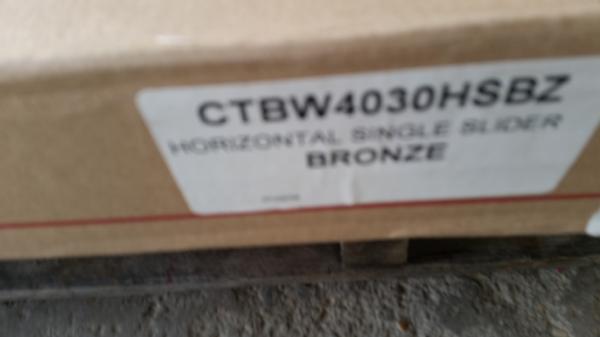 CTBW4030HSBZ
HORIZONTAL SINGLE SLIDER
BRONZE